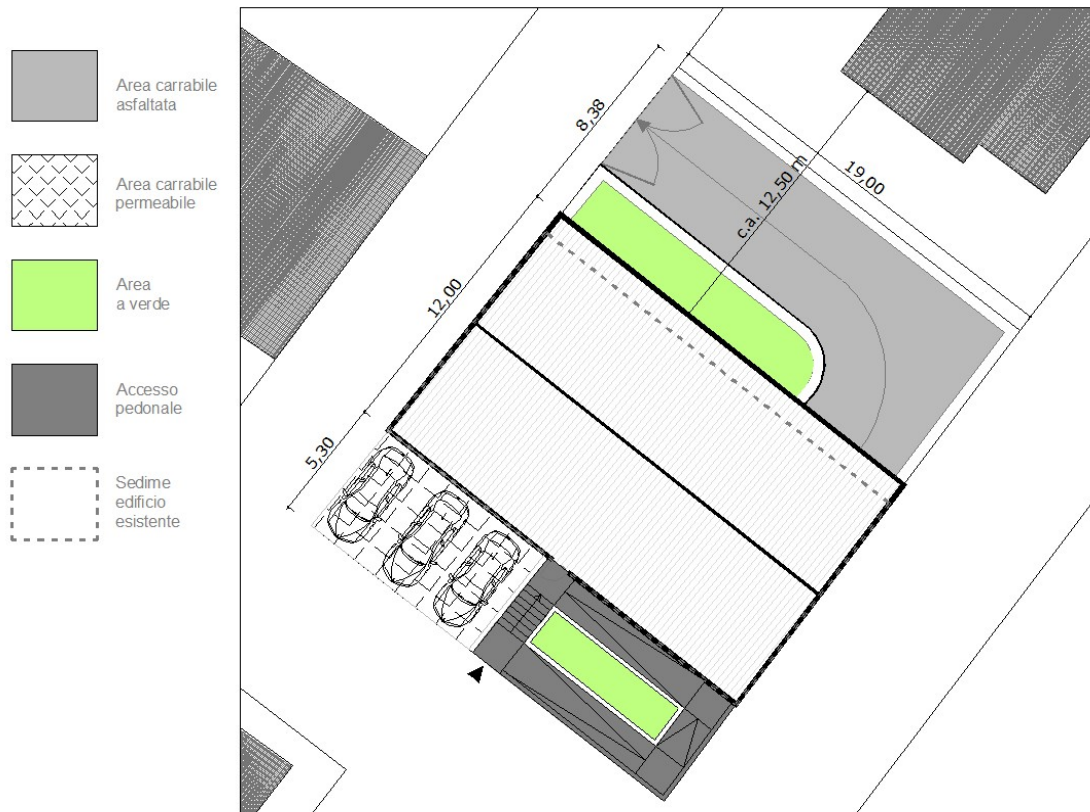 Area carrabile
asfaltata
Area carrabile
permeabile
Area
a verde
Accesso
pedonale
Sedime
edificio
esistente
8,38
19,00
c.a. 12,50 m
12,00
5,30